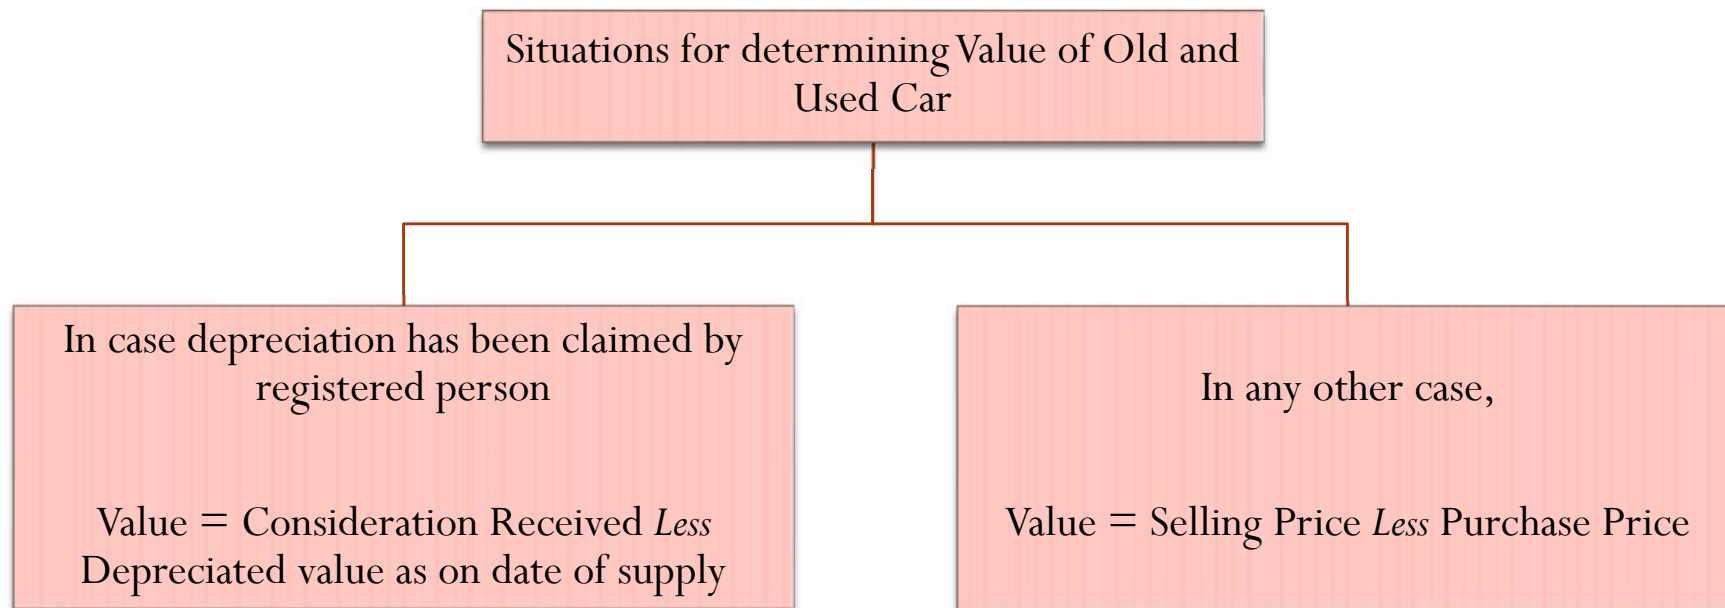 Situations for determining Value of Old and
Used Car
In case depreciation has been claimed by
registered person
Value = Consideration Received Less
Depreciated value as on date of supply
In any other case,
Value = Selling Price Less Purchase Price